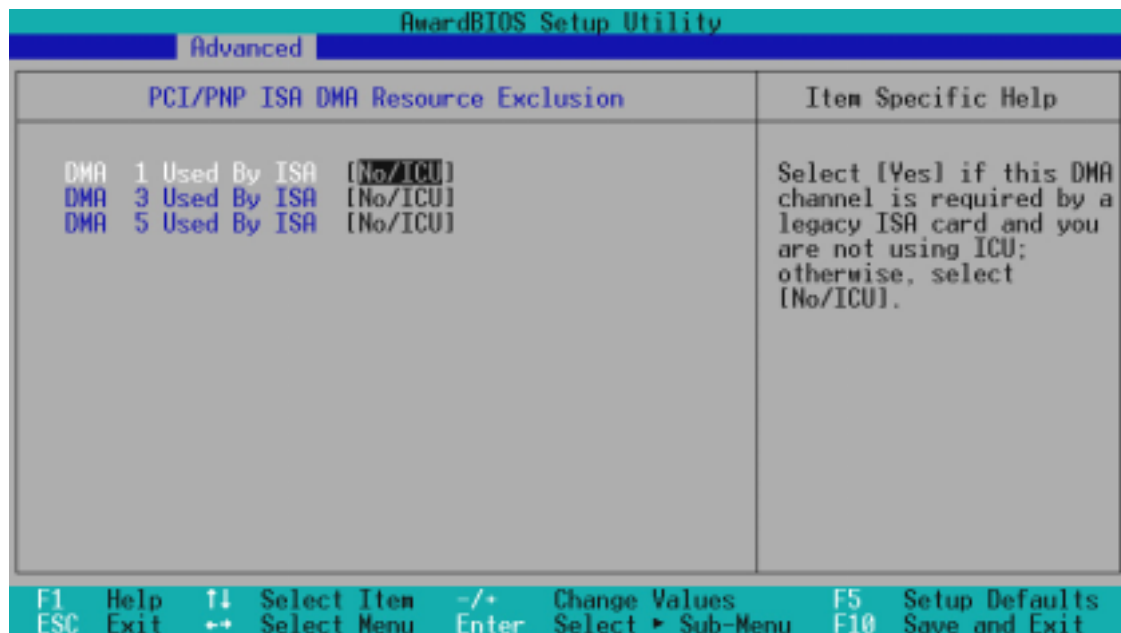 AwardBIOS Setup Utility
Advanced
PCI/PNP ISA DMA Resource Exclusion
Item Specific Help
DMA 1 Used By ISA [No/ICU]
DMA 3 Used By ISA [No/ICU]
DMA 5 Used By ISA [No/ICU]
Select [Yes] if this DMA
channel is required by a
legacy ISA card and you
are not using ICU;
otherwise, select
[No/ICU].
F1 Help ↑↓ Select Item -/+ Change Values F5 Setup Defaults
ESC Exit ←→ Select Menu Enter Select ► Sub-Menu F10 Save and Exit